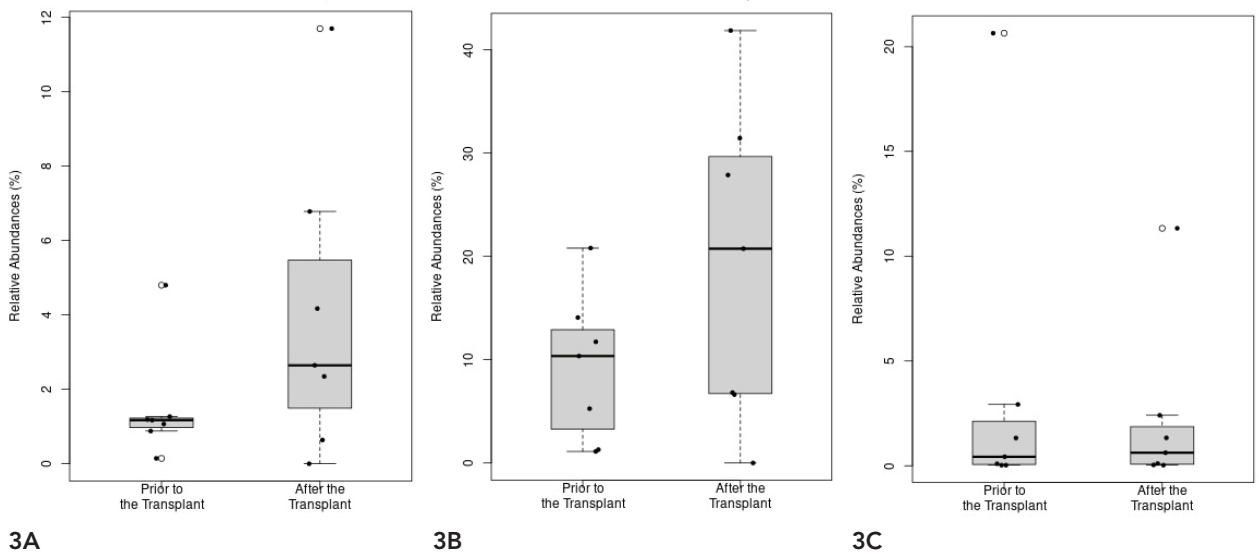 Relative Abundances (%)
12
10
8
6
4
2
0
Prior to
the Transplant
After the
Transplant
3A
Relative Abundances (%)
40
30
20
10
0
Prior to
the Transplant
After the
Transplant
3B
Relative Abundances (%)
20
15
10
5
0
Prior to
the Transplant
After the
Transplant
3C